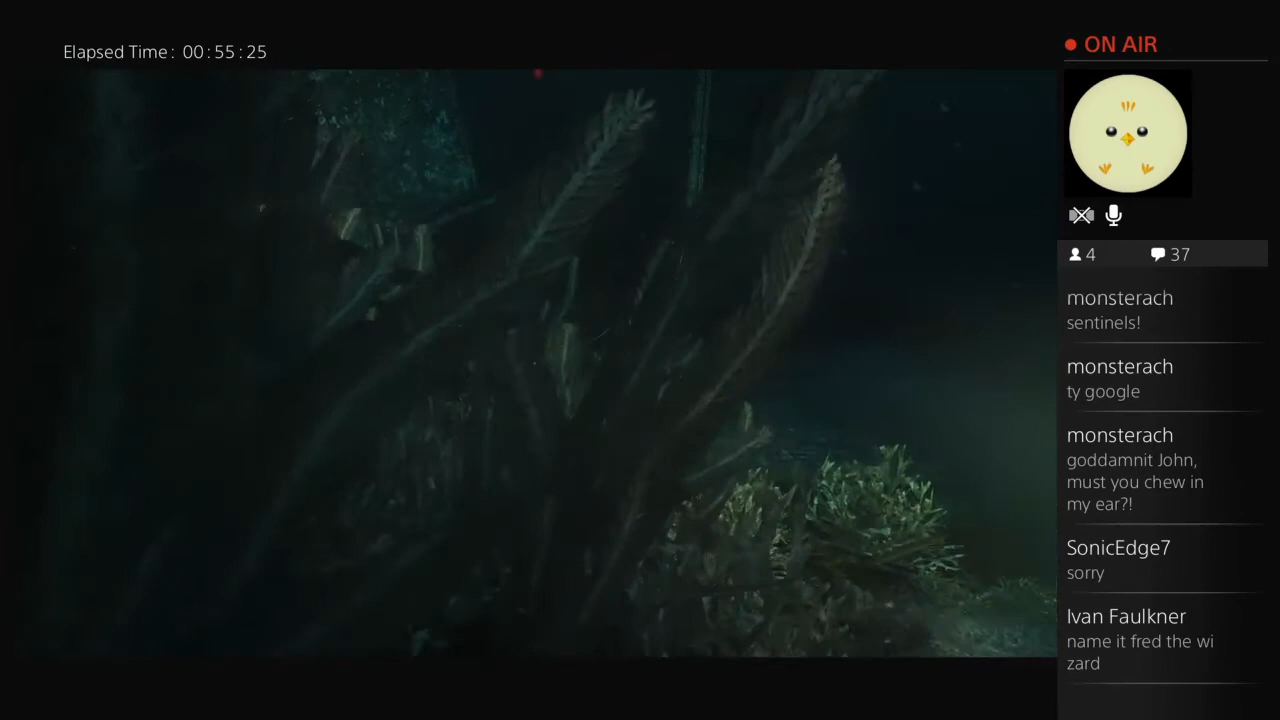 Elapsed Time: 00:55:25
ON AIR
4 37
monsterach
sentinels!
monsterach
ty google
monsterach
goddamnit John,
must you chew in
my ear?!
SonicEdge7
sorry
Ivan Faulkner
name it fred the wi
zard